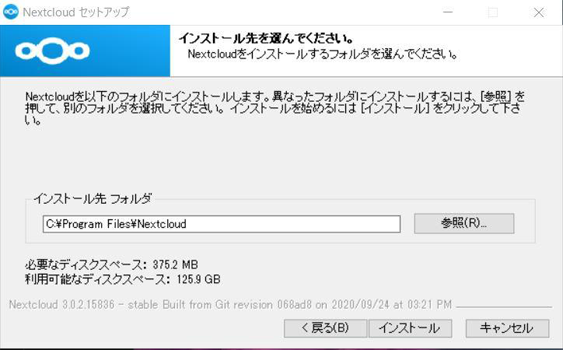 Nextcloud セットアップ
インストール先を選んでください。
Nextcloudをインストールするフォルダを選んでください。
Nextcloudを以下のフォルダにインストールします。異なったフォルダにインストールするには、[参照] を
押して、別のフォルダを選択してください。 インストールを始めるには [インストール] をクリックして下さ
い。
インストール先 フォルダ
C:¥Program Files¥Nextcloud
参照(R)...
必要なディスクスペース: 375.2 MB
利用可能なディスクスペース: 125.9 GB
Nextcloud 3.0.2.15836 - stable Built from Git revision 068ad8 on 2020/09/24 at 03:21 PM
< 戻る(B)
インストール
キャンセル